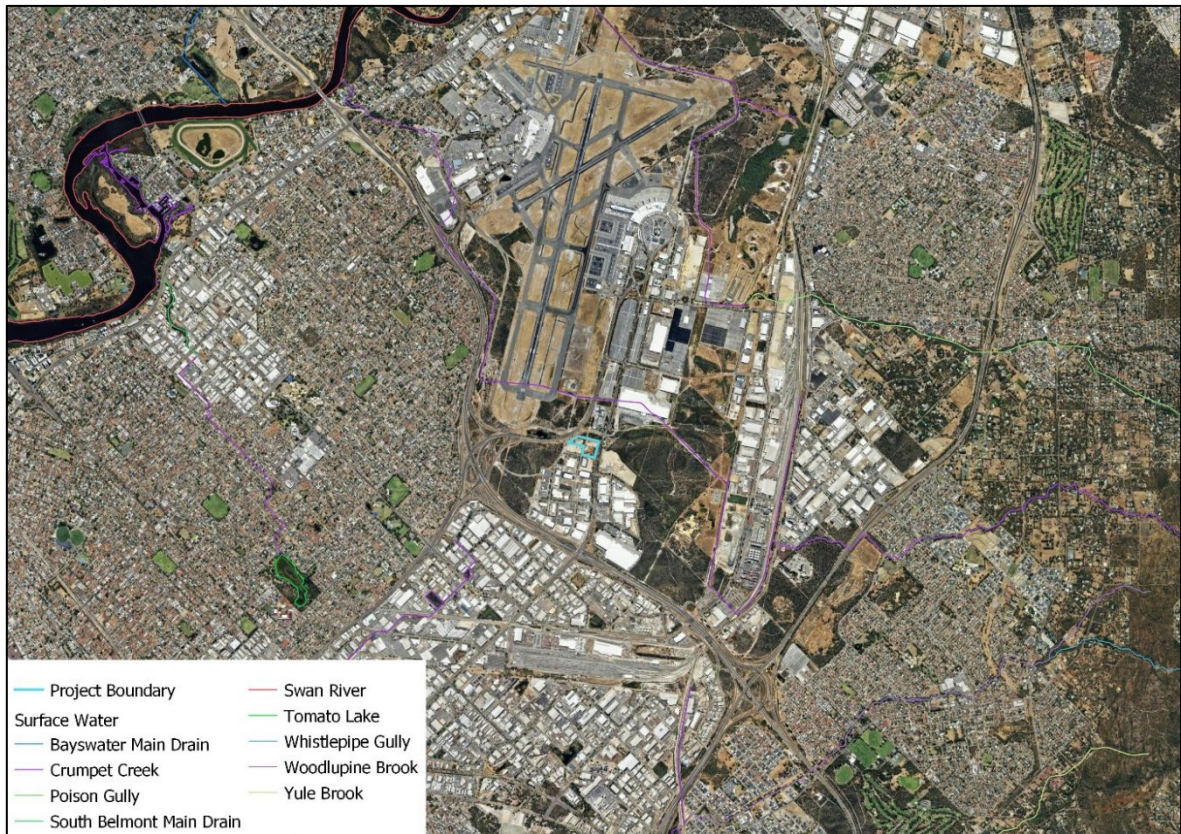 Project Boundary
Surface Water
Bayswater Main Drain
Crumpet Creek
Poison Gully
South Belmont Main Drain
Swan River
Tomato Lake
Whistlepipe Gully
Woodlupine Brook
Yule Brook